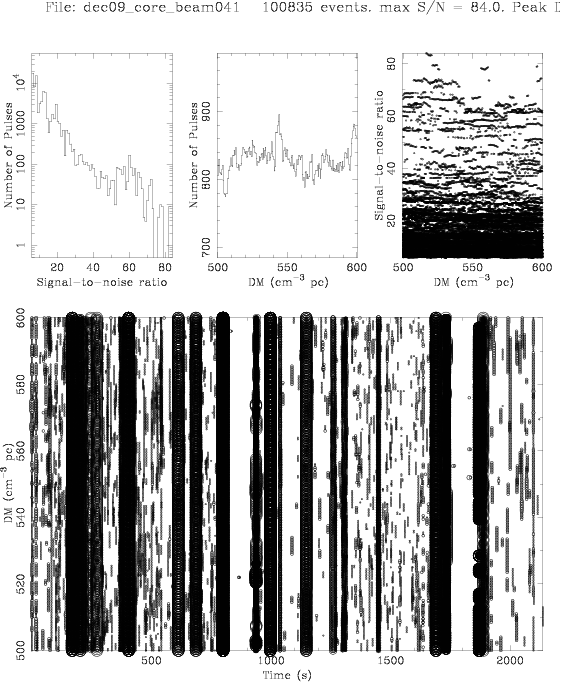 File: dec09_core_beam041 100835 events. max S/N = 84.0. Peak D
Number of Pulses
1 10 100 1000 10^4
20 40 60 80
Signal-to-noise ratio
Number of Pulses
700 800 900
500 550 600
DM (cm^-3 pc)
Signal-to-noise ratio
20 40 60 80
500 550 600
DM (cm^-3 pc)
DM (cm^-3 pc)
500 520 540 560 580 600
500 1000 1500 2000
Time (s)